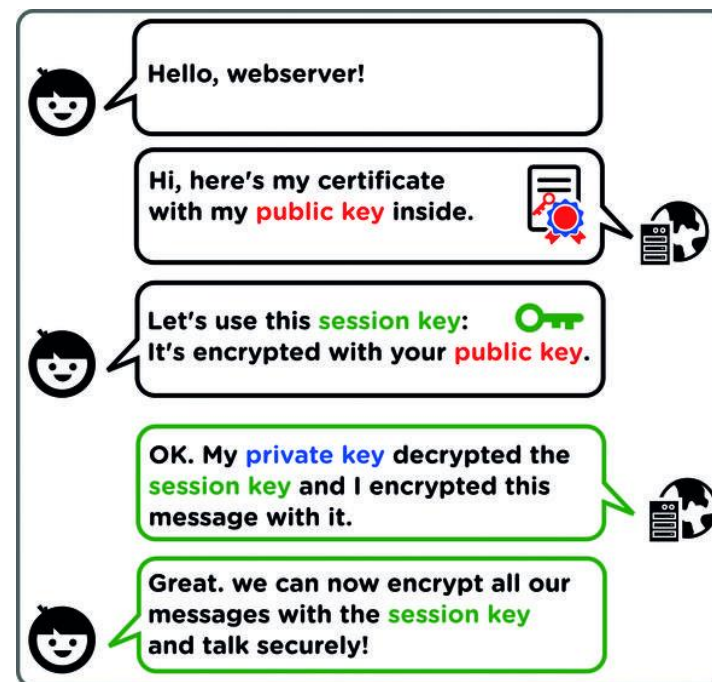 Hello, webserver!
Hi, here's my certificate
with my public key inside.
Let's use this session key:
It's encrypted with your public key.
OK. My private key decrypted the
session key and I encrypted this
message with it.
Great. we can now encrypt all our
messages with the session key
and talk securely!